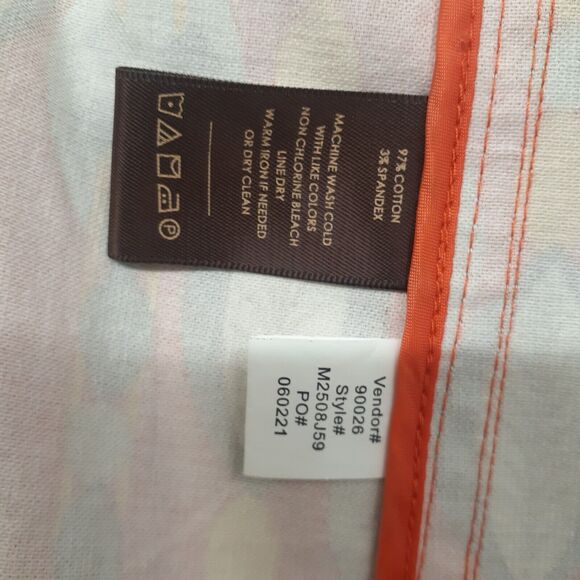 97% COTTON
3% SPANDEX
MACHINE WASH COLD
WITH LIKE COLORS
NON CHLORINE BLEACH
LINE DRY
WARM IRON IF NEEDED
OR DRY CLEAN
P
Vendor#
90026
Style#
M2508J59
PO#
060221